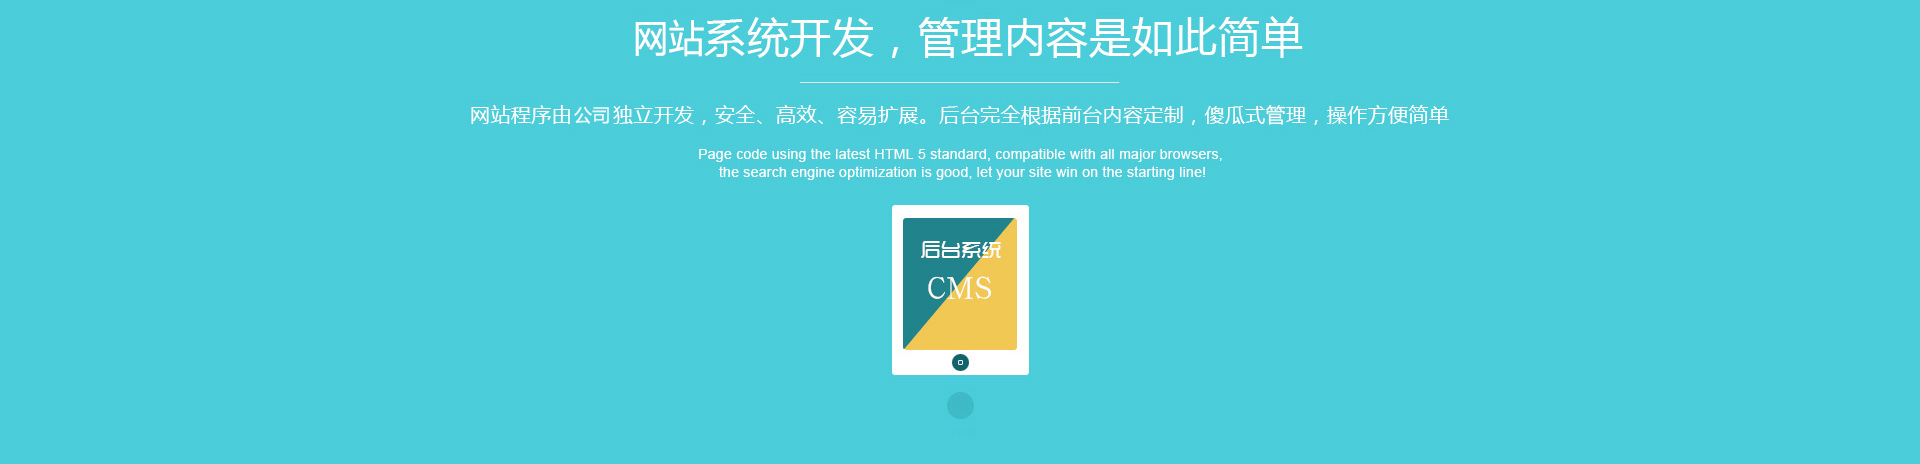 网站系统开发，管理内容是如此简单
网站程序由公司独立开发，安全、高效、容易扩展。后台完全根据前台内容定制，傻瓜式管理，操作方便简单
Page code using the latest HTML 5 standard, compatible with all major browsers,
the search engine optimization is good, let your site win on the starting line!
后台系统
CMS